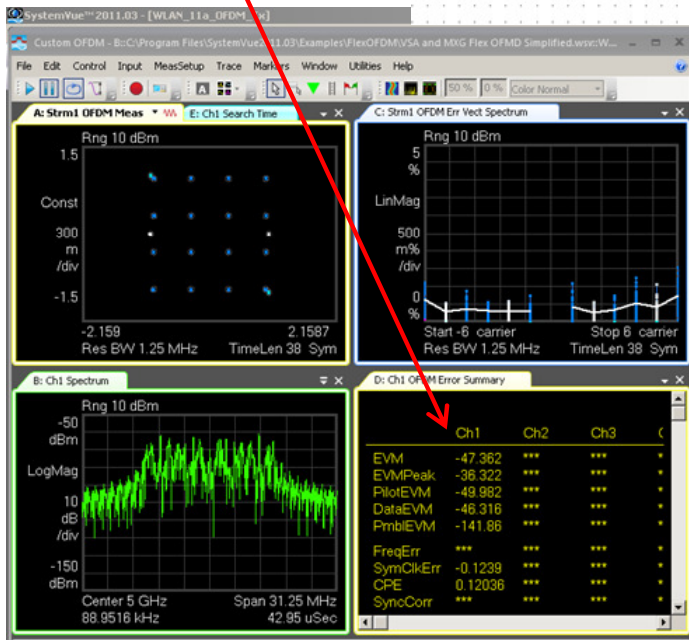 SystemVue™ 2011.03 - [WLAN_11a_OFDM_
Custom OFDM - B::C:\Program Files\SystemVue2011.03\Examples\FlexOFDM\VSA and MXG Flex OFMD Simplified.wsv::W...
File Edit Control Input MeasSetup Trace Markers Window Utilities Help
50 % 0 % Color Normal
A: Strm1 OFDM Meas
E: Ch1 Search Time
Rng 10 dBm
1.5
Const
300
m
/div
-1.5
-2.159 2.1587
Res BW 1.25 MHz TimeLen 38 Sym
C: Strm1 OFDM Err Vect Spectrum
Rng 10 dBm
5
%
LinMag
500
m%
/div
0
%
Start -6 carrier Stop 6 carrier
Res BW 1.25 MHz TimeLen 38 Sym
B: Ch1 Spectrum
Rng 10 dBm
-50
dBm
LogMag
10
dB
/div
-150
dBm
Center 5 GHz Span 31.25 MHz
88.9516 kHz 42.95 uSec
D: Ch1 OFDM Error Summary
Ch1 Ch2 Ch3
EVM -47.362 *** *** *
EVMPeak -36.322 *** *** *
PilotEVM -49.982 *** *** *
DataEVM -46.316 *** *** *
PmblEVM -141.86 *** *** *
FreqErr *** *** *** *
SymClkErr -0.1239 *** *** *
CPE 0.12036 *** *** *
SyncCorr *** *** *** *